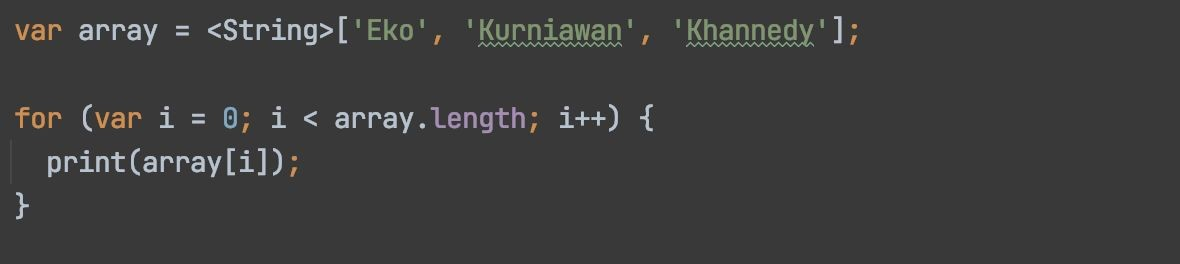 var array = <String>['Eko', 'Kurniawan', 'Khannedy'];
for (var i = 0; i < array.length; i++) {
print(array[i]);
}